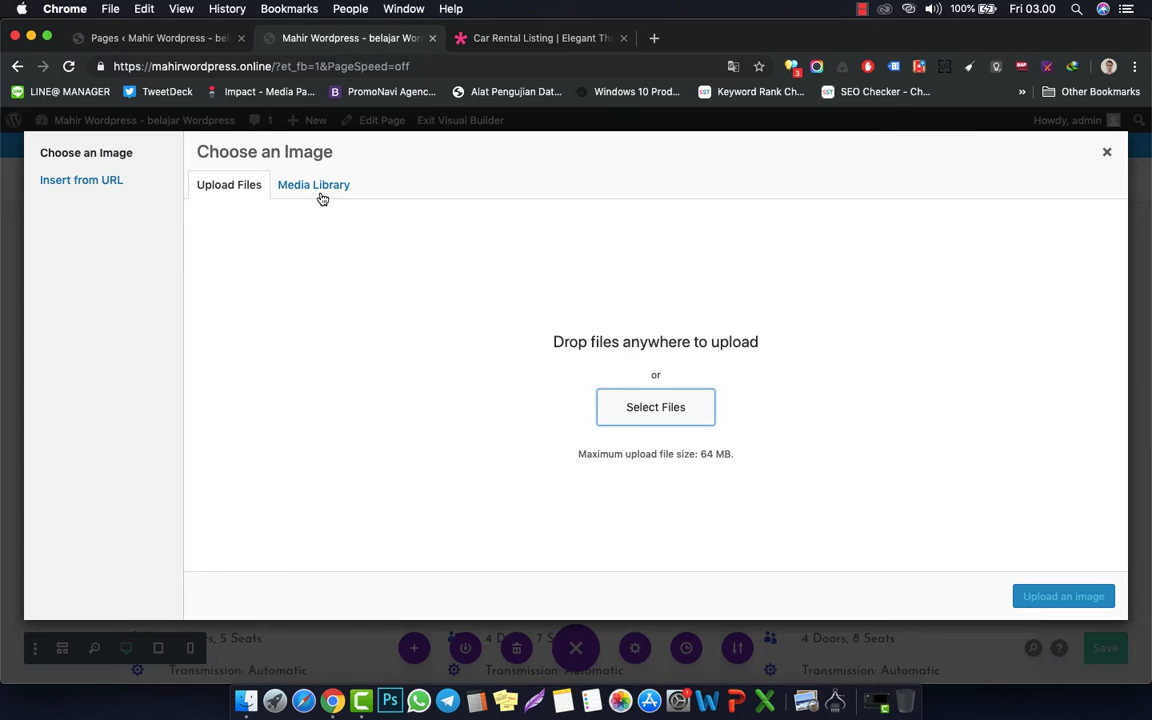 Chrome File Edit View History Bookmarks People Window Help 100% Fri 03.00
Pages < Mahir Wordpress - bel
Mahir Wordpress - belajar Wor
Car Rental Listing | Elegant Th
https://mahirwordpress.online/?et_fb=1&PageSpeed=off
LINE@ MANAGER TweetDeck Impact - Media Pa... PromoNavi Agenc... Alat Pengujian Dat... Windows 10 Prod... Keyword Rank Ch... SEO Checker - Ch... » Other Bookmarks
Mahir Wordpress - belajar Wordpress 1 New Edit Page Exit Visual Builder Howdy, admin
Choose an Image
Insert from URL
Choose an Image
Upload Files Media Library
Drop files anywhere to upload
or
Select Files
Maximum upload file size: 64 MB.
Upload an image
rs, 5 Seats 4 D 7 S 4 Doors, 8 Seats
Save
Transmission: Automatic Transmission: Automatic Transmission: Automatic